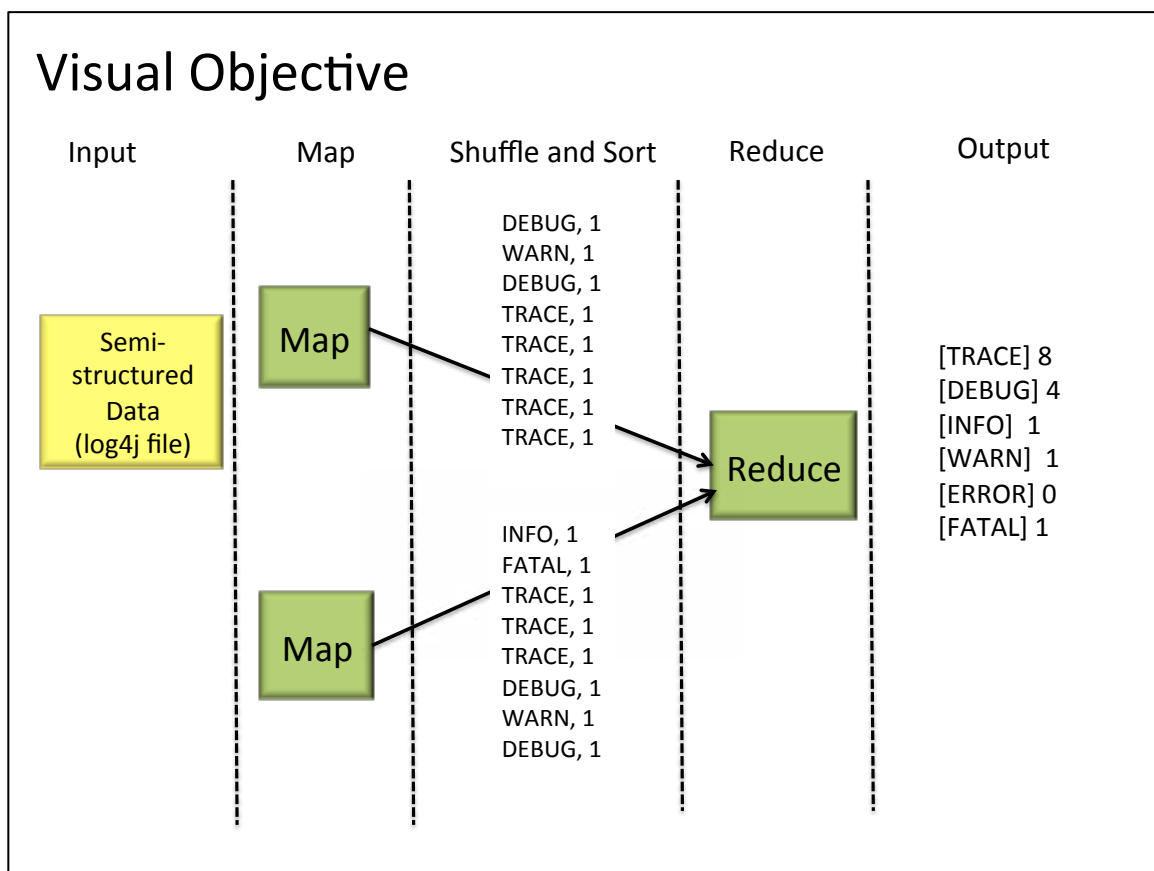 Visual Objective
Input
Map
Shuffle and Sort
Reduce
Output
Semi-
structured
Data
(log4j file)
Map
Map
DEBUG, 1
WARN, 1
DEBUG, 1
TRACE, 1
TRACE, 1
TRACE, 1
TRACE, 1
TRACE, 1
INFO, 1
FATAL, 1
TRACE, 1
TRACE, 1
TRACE, 1
DEBUG, 1
WARN, 1
DEBUG, 1
Reduce
[TRACE] 8
[DEBUG] 4
[INFO] 1
[WARN] 1
[ERROR] 0
[FATAL] 1